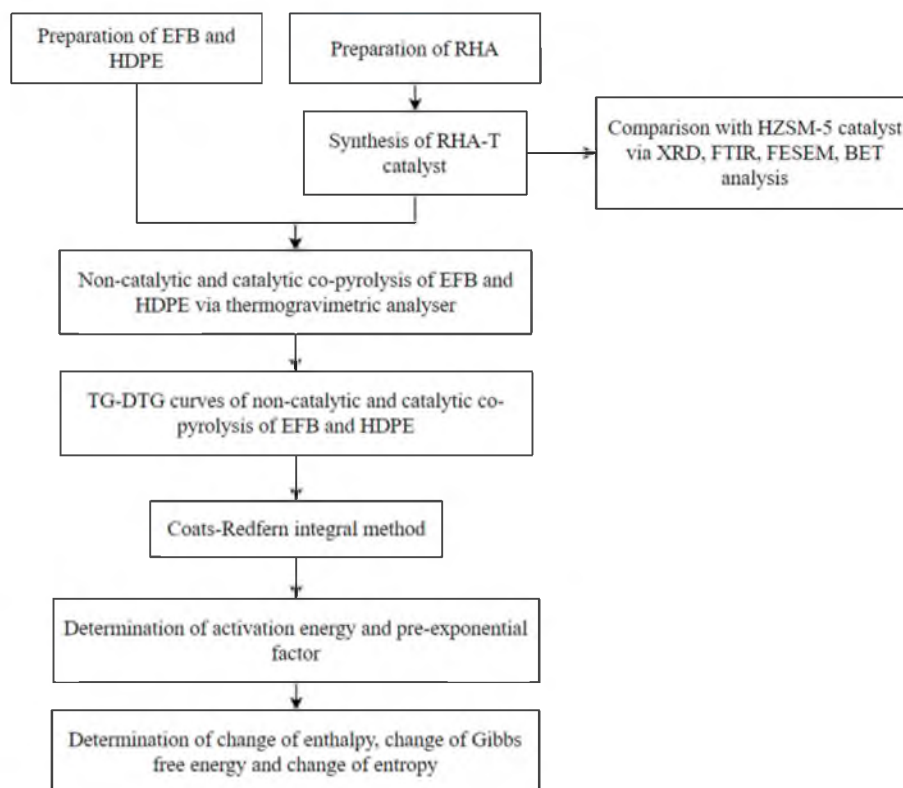 Preparation of EFB and
HDPE
Preparation of RHA
Synthesis of RHA-T
catalyst
Comparison with HZSM-5 catalyst
via XRD, FTIR, FESEM, BET
analysis
Non-catalytic and catalytic co-pyrolysis of EFB and
HDPE via thermogravimetric analyser
TG-DTG curves of non-catalytic and catalytic co-
pyrolysis of EFB and HDPE
Coats-Redfern integral method
Determination of activation energy and pre-exponential
factor
Determination of change of enthalpy, change of Gibbs
free energy and change of entropy